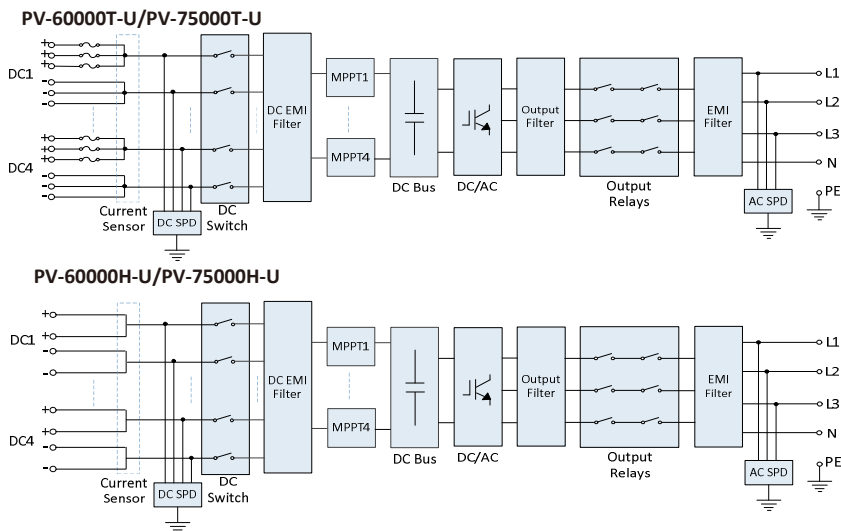 PV-60000T-U/PV-75000T-U
+
+
+
DC1
-
-
-
+
+
+
DC4
-
-
-
Current
Sensor
DC SPD
DC
Switch
DC EMI
Filter
MPPT1
MPPT4
DC Bus
DC/AC
Output
Filter
Output
Relays
EMI
Filter
AC SPD
L1
L2
L3
N
PE
PV-60000H-U/PV-75000H-U
+
DC1
+
-
-
+
DC4
+
-
-
Current
Sensor
DC SPD
DC
Switch
DC EMI
Filter
MPPT1
MPPT4
DC Bus
DC/AC
Output
Filter
Output
Relays
EMI
Filter
AC SPD
L1
L2
L3
N
PE